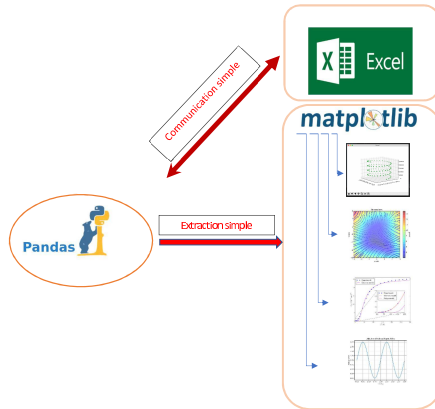 Excel
matplotlib
Communication simple
Pandas
Extraction simple